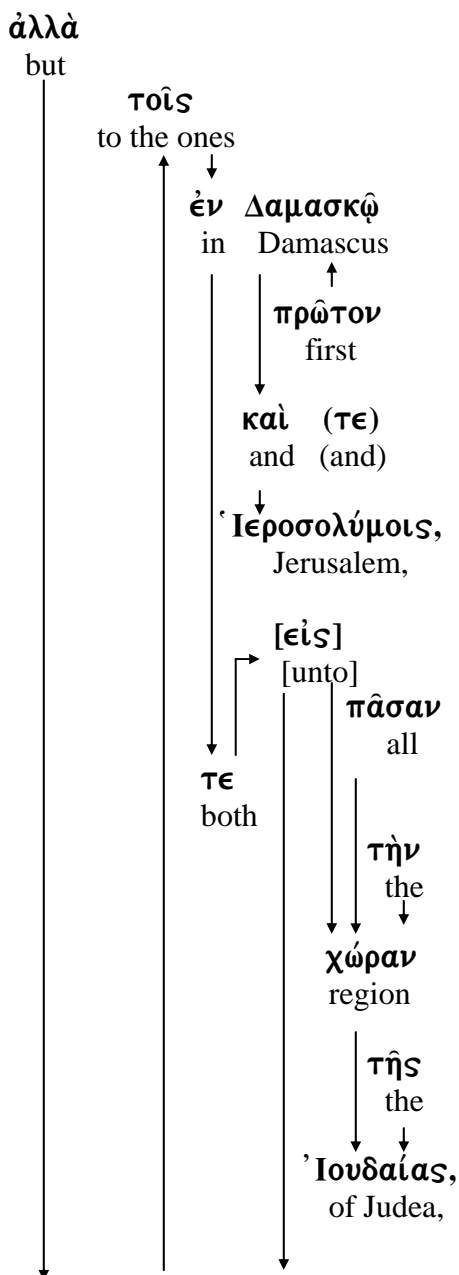 ἀλλὰ
but
τοῖς
to the ones
ἐν Δαμασκῷ
in Damascus
πρῶτον
first
καὶ (τε)
and (and)
Ἱεροσολύμοις,
Jerusalem,
[εἰς]
[unto]
πᾶσαν
all
τε
both
τὴν
the
χώραν
region
τῆς
the
Ἰουδαίας,
of Judea,